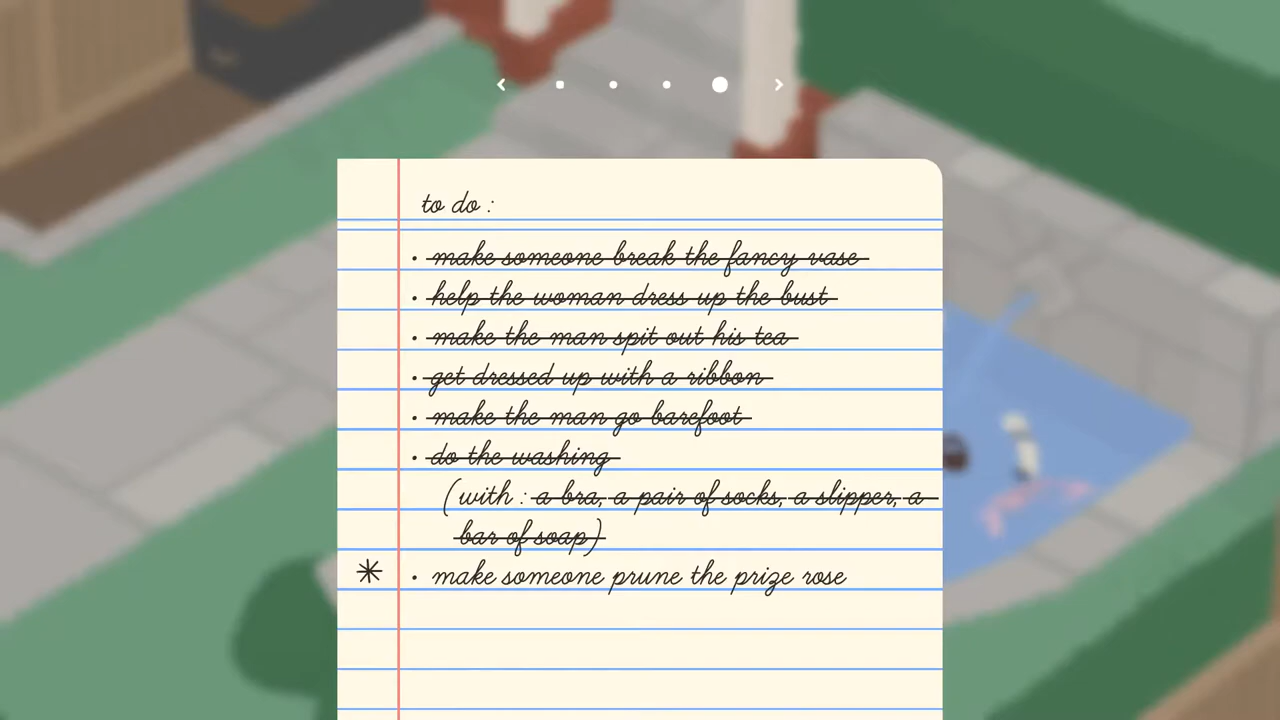 to do :
• make someone break the fancy vase
• help the woman dress up the bust
• make the man spit out his tea
• get dressed up with a ribbon
• make the man go barefoot
• do the washing
(with : a bra, a pair of socks, a slipper, a
bar of soap)
• make someone prune the prize rose